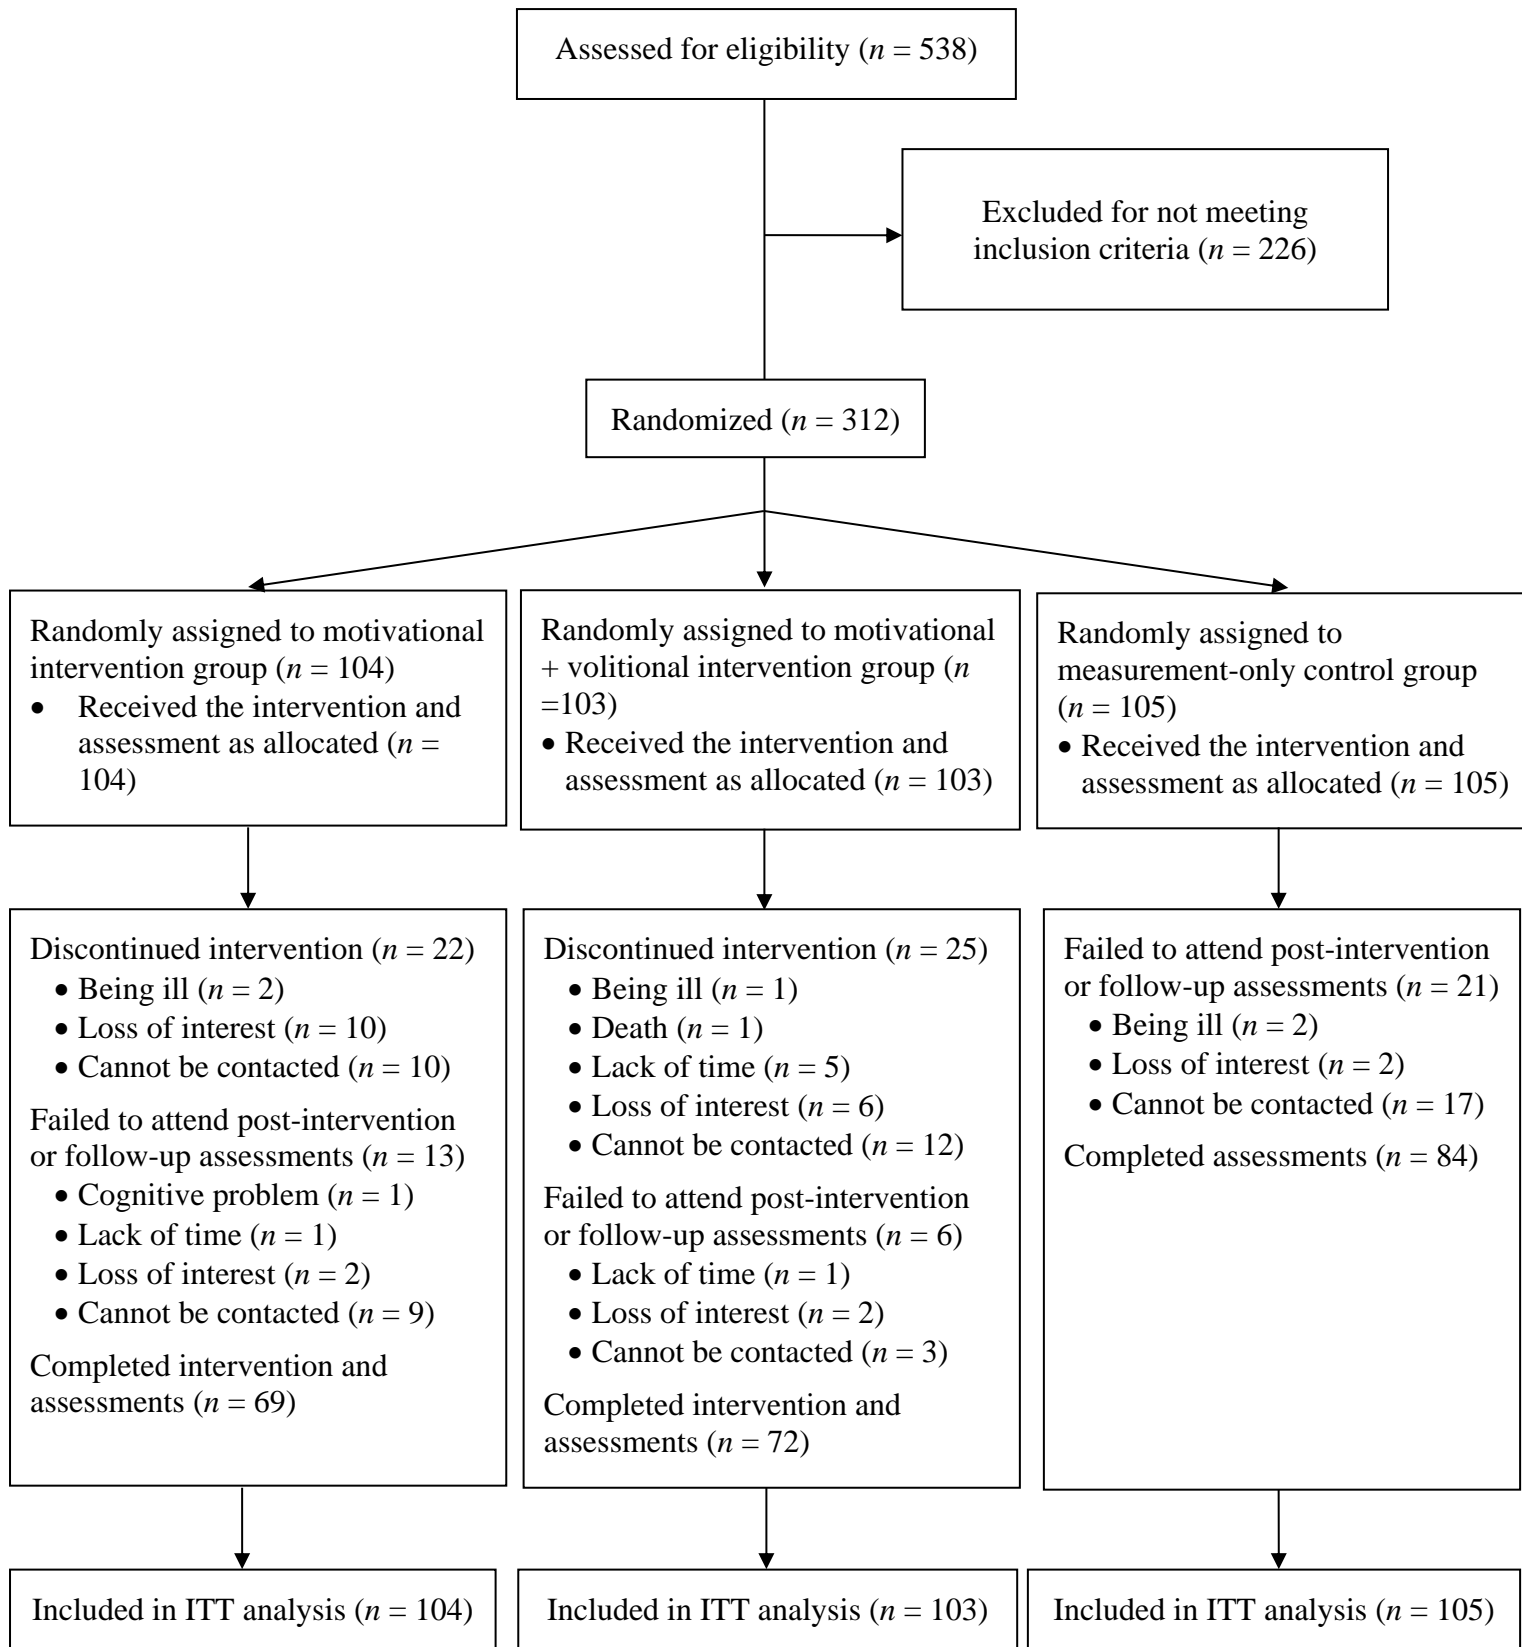 Assessed for eligibility (n = 538)
Excluded for not meeting
inclusion criteria (n = 226)
Randomized (n = 312)
Randomly assigned to motivational
intervention group (n = 104)
• Received the intervention and
assessment as allocated (n =
104)
Randomly assigned to motivational
+ volitional intervention group (n
=103)
• Received the intervention and
assessment as allocated (n = 103)
Randomly assigned to
measurement-only control group
(n = 105)
• Received the intervention and
assessment as allocated (n = 105)
Discontinued intervention (n = 22)
• Being ill (n = 2)
• Loss of interest (n = 10)
• Cannot be contacted (n = 10)
Failed to attend post-intervention
or follow-up assessments (n = 13)
• Cognitive problem (n = 1)
• Lack of time (n = 1)
• Loss of interest (n = 2)
• Cannot be contacted (n = 9)
Completed intervention and
assessments (n = 69)
Discontinued intervention (n = 25)
• Being ill (n = 1)
• Death (n = 1)
• Lack of time (n = 5)
• Loss of interest (n = 6)
• Cannot be contacted (n = 12)
Failed to attend post-intervention
or follow-up assessments (n = 6)
• Lack of time (n = 1)
• Loss of interest (n = 2)
• Cannot be contacted (n = 3)
Completed intervention and
assessments (n = 72)
Failed to attend post-intervention
or follow-up assessments (n = 21)
• Being ill (n = 2)
• Loss of interest (n = 2)
• Cannot be contacted (n = 17)
Completed assessments (n = 84)
Included in ITT analysis (n = 104)
Included in ITT analysis (n = 103)
Included in ITT analysis (n = 105)